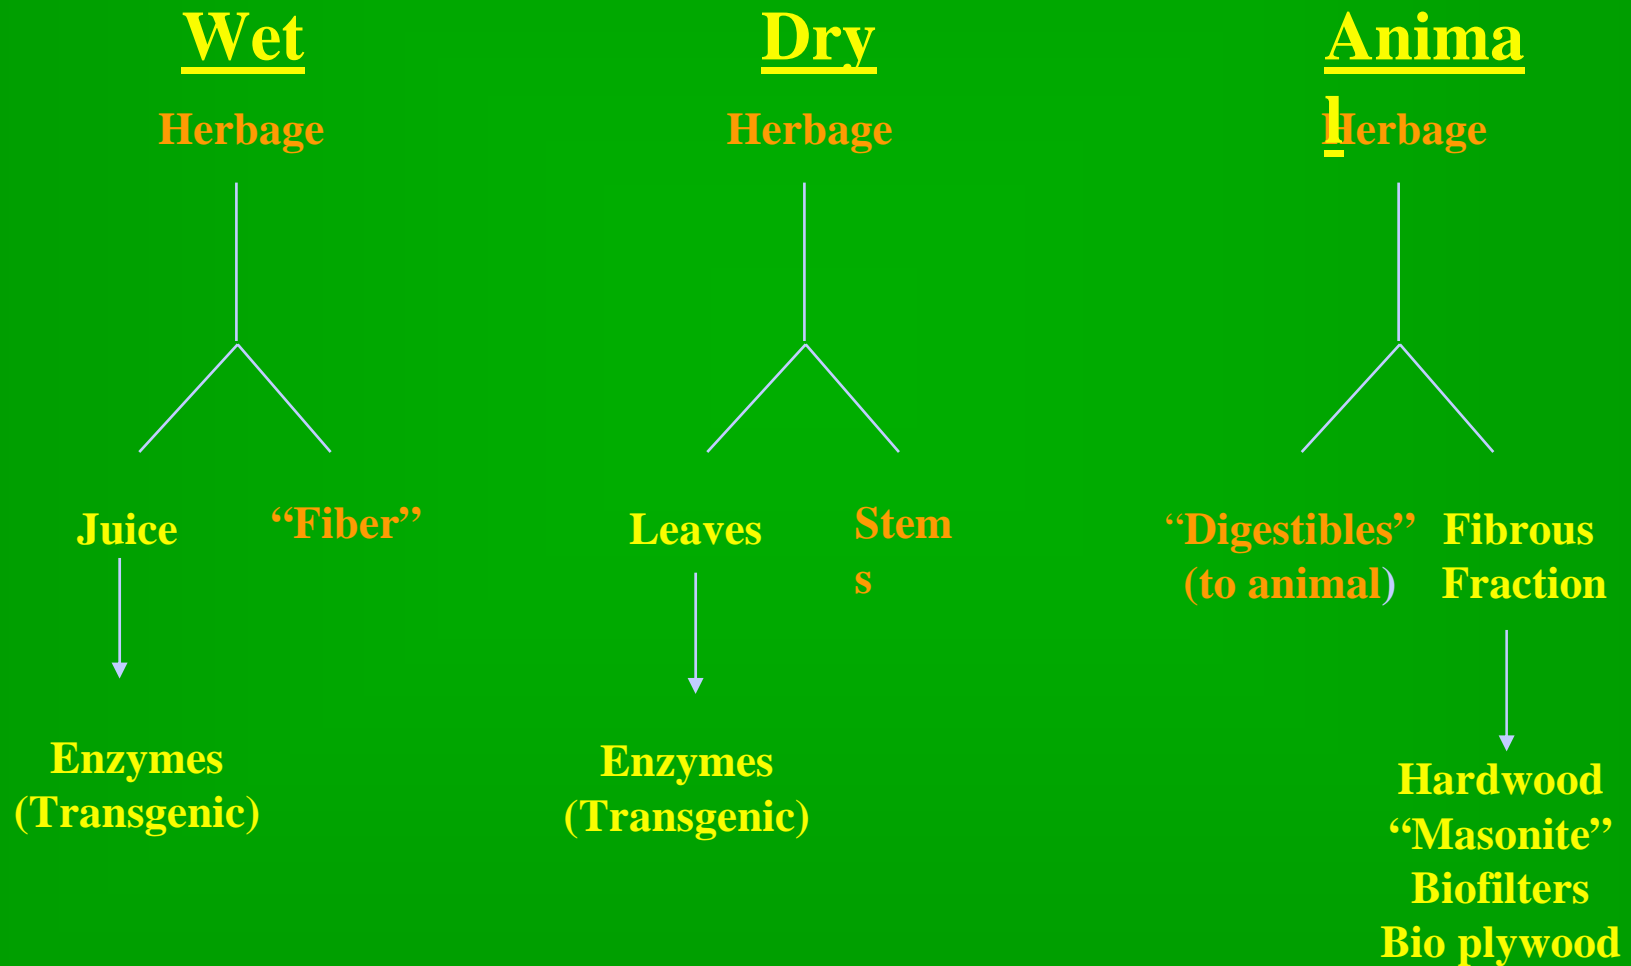 Wet
Herbage
Juice
“Fiber”
Enzymes
(Transgenic)
Dry
Herbage
Leaves
Stem
s
Enzymes
(Transgenic)
Anima
l
Herbage
“Digestibles”
(to animal)
Fibrous
Fraction
Hardwood
“Masonite”
Biofilters
Bio plywood